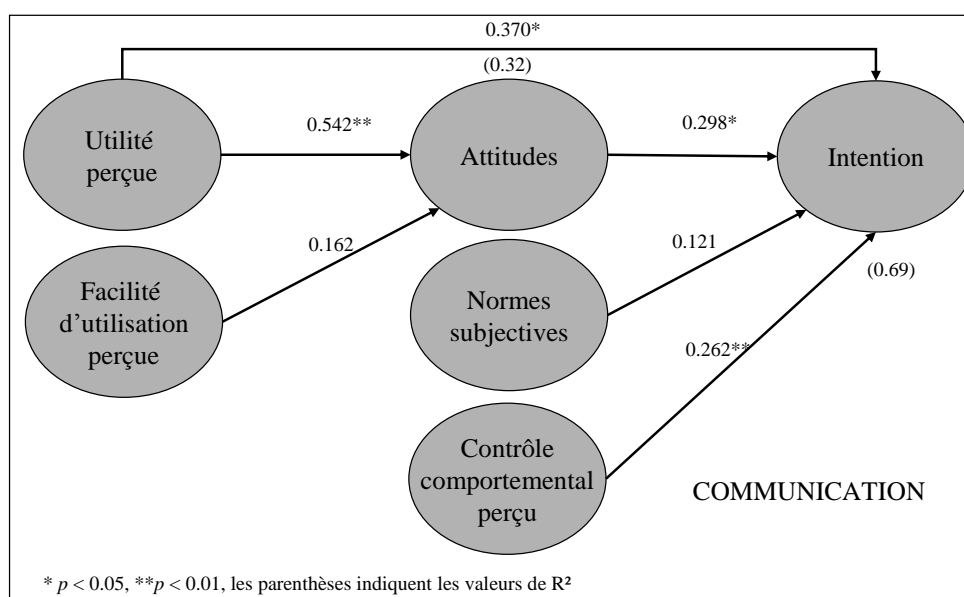 0.370*
(0.32)
0.542**
0.298*
Utilité
perçue
Attitudes
Intention
0.162
0.121
(0.69)
Facilité
d’utilisation
perçue
Normes
subjectives
0.262**
Contrôle
comportemental
perçu
COMMUNICATION
* p < 0.05, **p < 0.01, les parenthèses indiquent les valeurs de R²